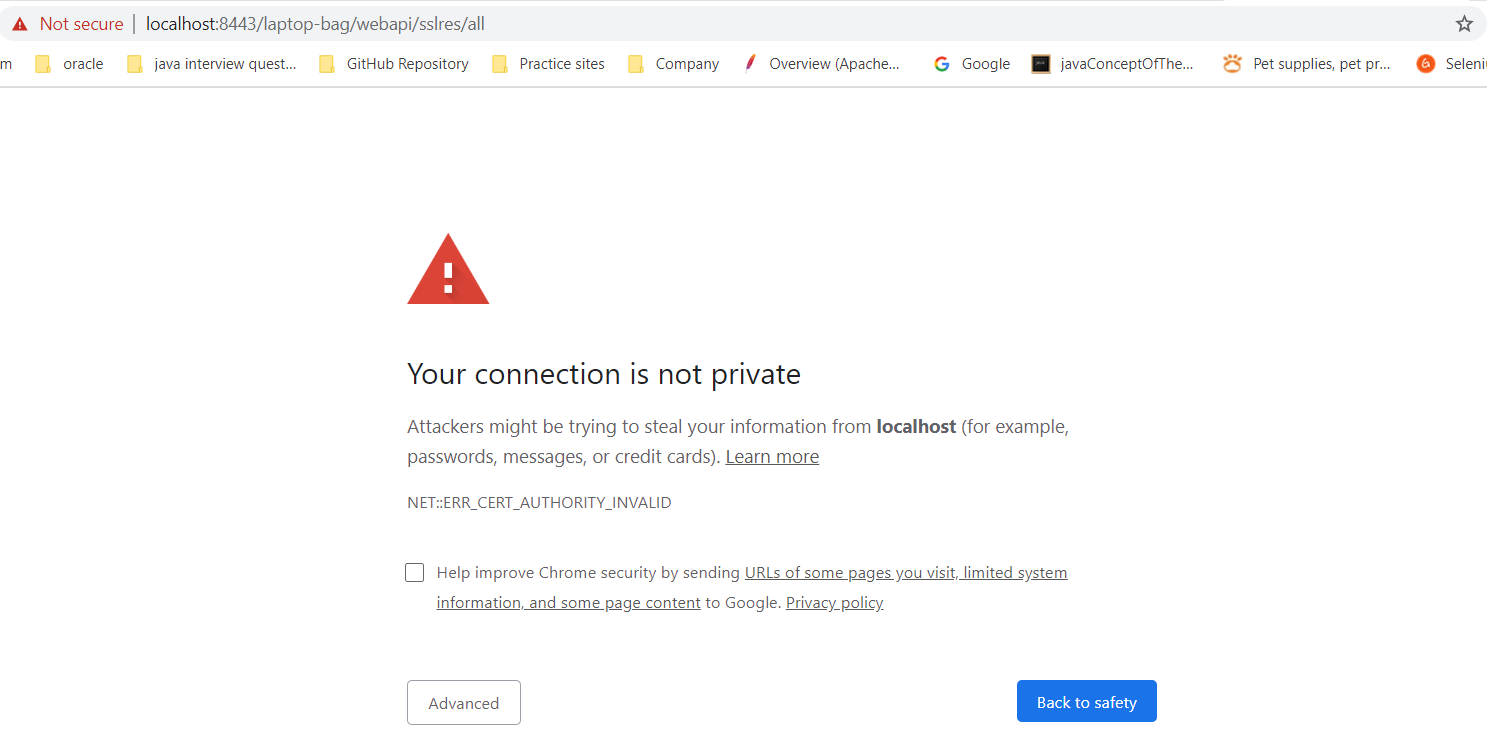 Not secure | localhost:8443/laptop-bag/webapi/sslres/all
m oracle java interview quest... GitHub Repository Practice sites Company Overview (Apache... Google javaConceptOfThe... Pet supplies, pet pr... Seleni
Your connection is not private
Attackers might be trying to steal your information from localhost (for example,
passwords, messages, or credit cards). Learn more
NET::ERR_CERT_AUTHORITY_INVALID
Help improve Chrome security by sending URLs of some pages you visit, limited system
information, and some page content to Google. Privacy policy
Advanced Back to safety